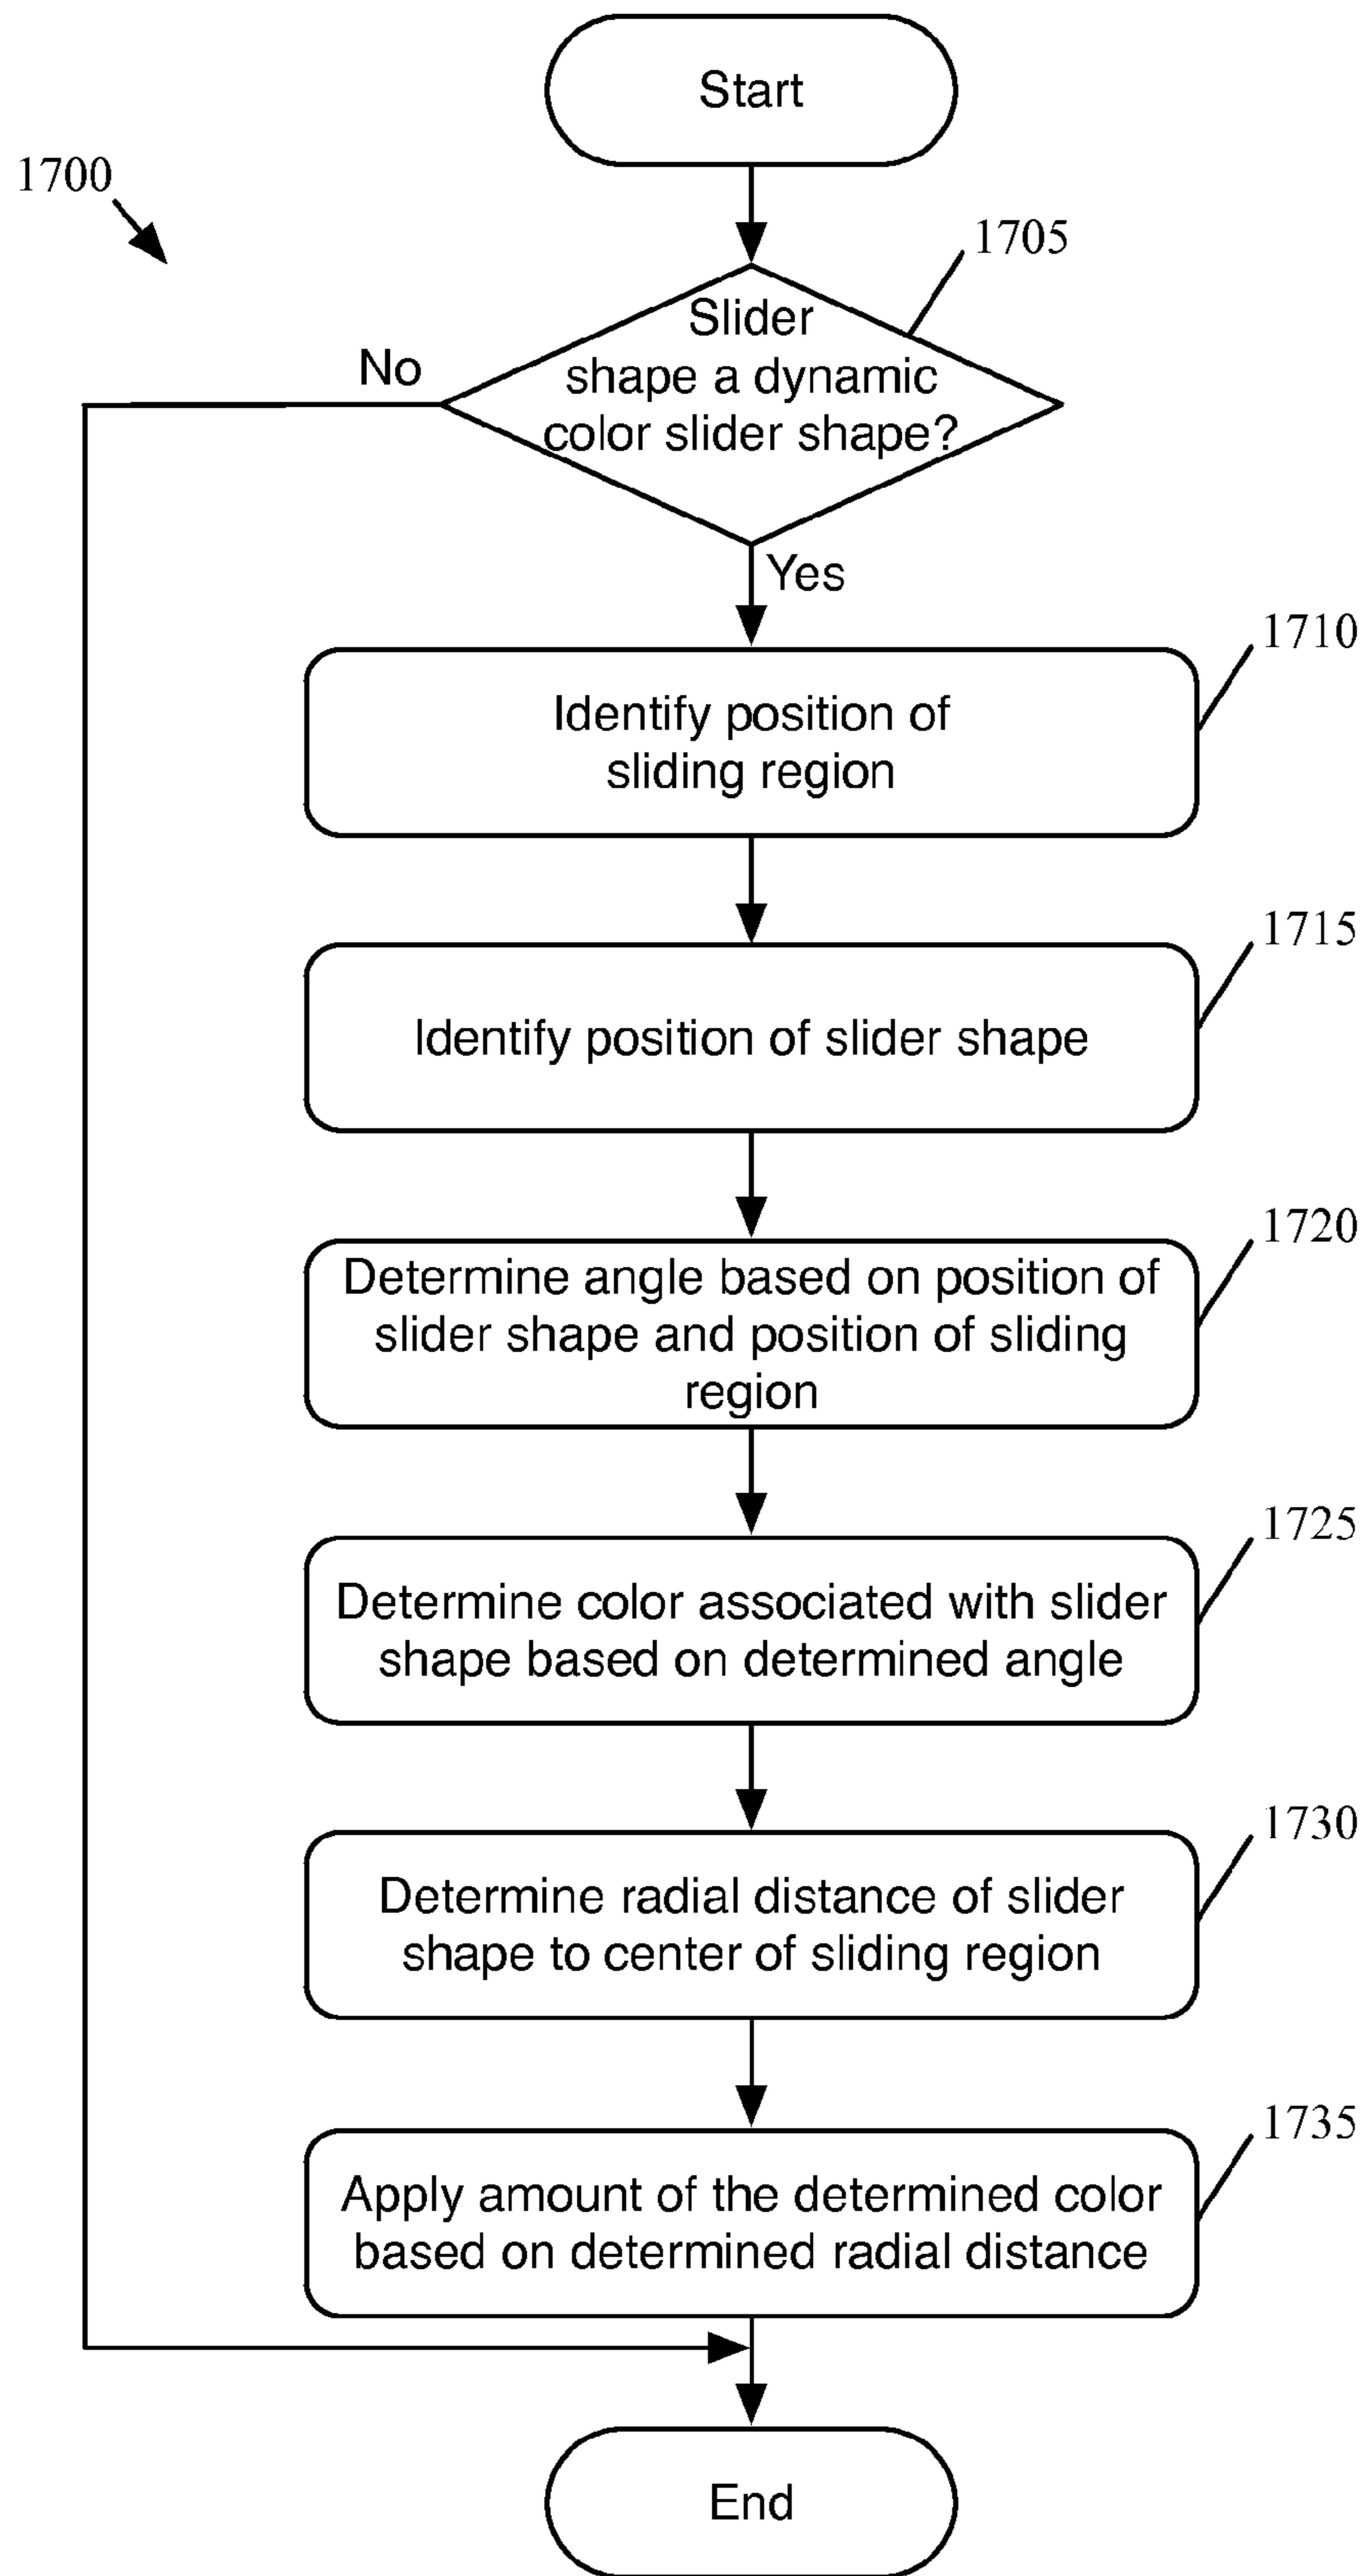 Start
1700
1705
Slider
shape a dynamic
color slider shape?
No
Yes
1710
Identify position of
sliding region
1715
Identify position of slider shape
1720
Determine angle based on position of
slider shape and position of sliding
region
1725
Determine color associated with slider
shape based on determined angle
1730
Determine radial distance of slider
shape to center of sliding region
1735
Apply amount of the determined color
based on determined radial distance
End